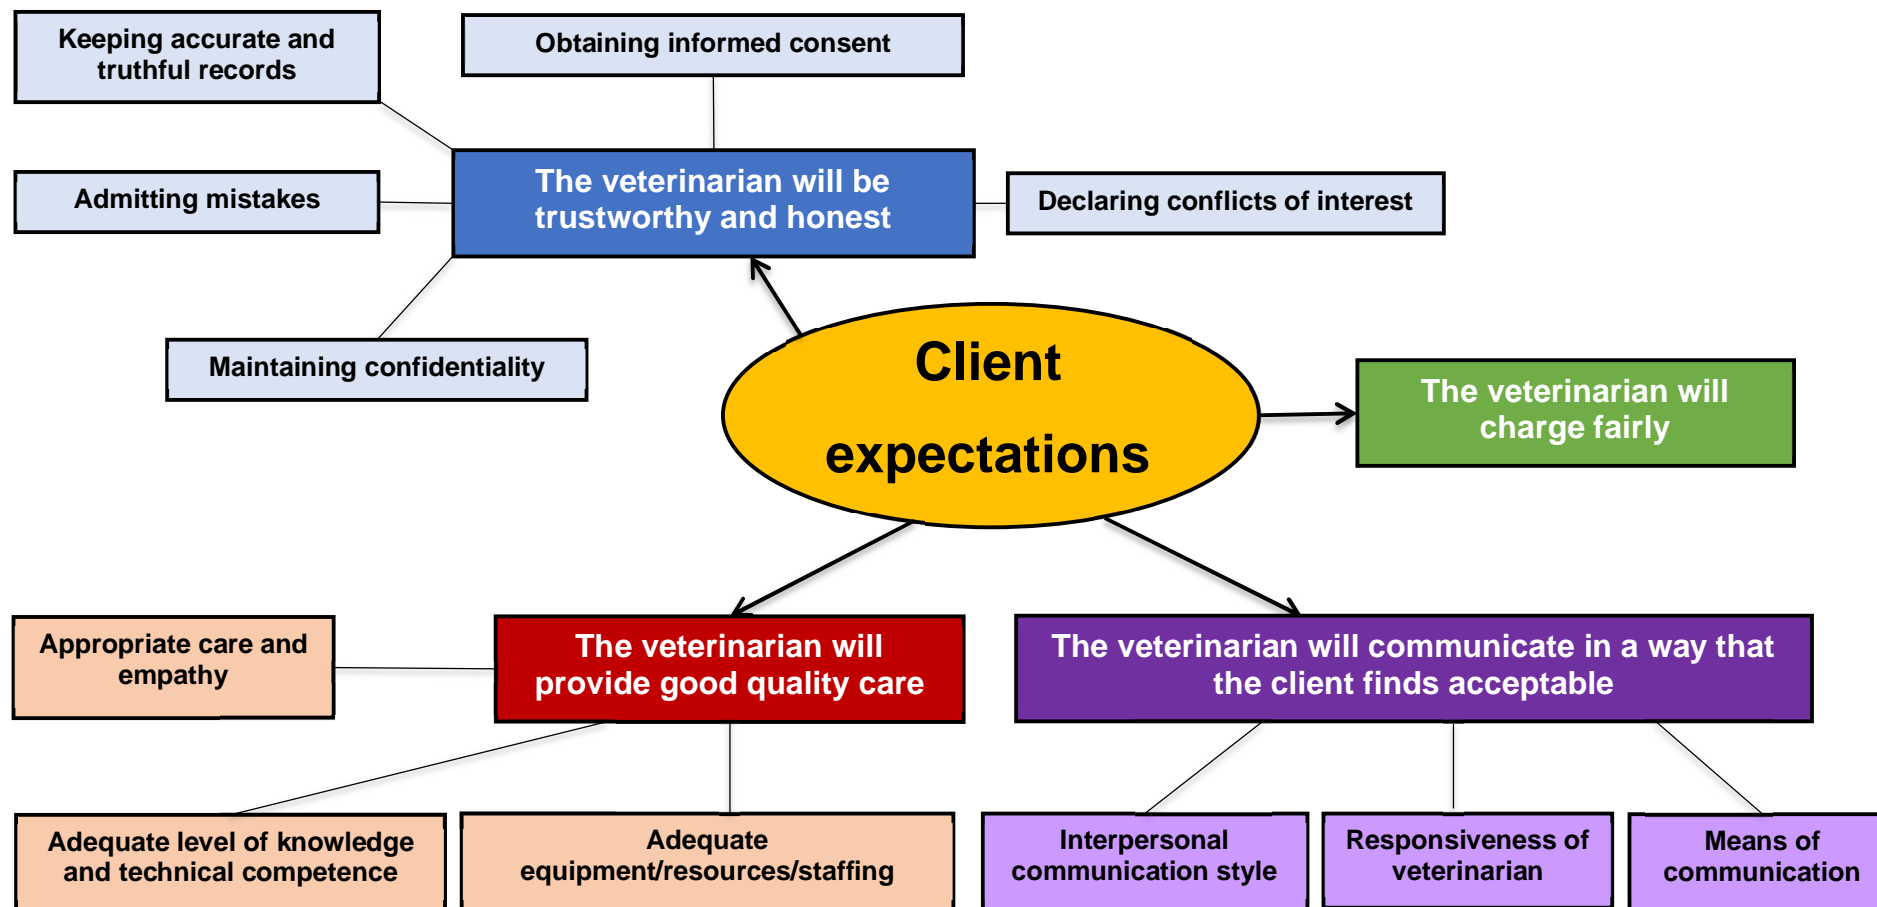 Keeping accurate and
truthful records
Obtaining informed consent
The veterinarian will be
trustworthy and honest
Admitting mistakes
Declaring conflicts of interest
Maintaining confidentiality
Client
expectations
The veterinarian will
charge fairly
Appropriate care and
empathy
The veterinarian will
provide good quality care
The veterinarian will communicate in a way that
the client finds acceptable
Adequate level of knowledge
and technical competence
Adequate
equipment/resources/staffing
Interpersonal
communication style
Responsiveness of
veterinarian
Means of
communication